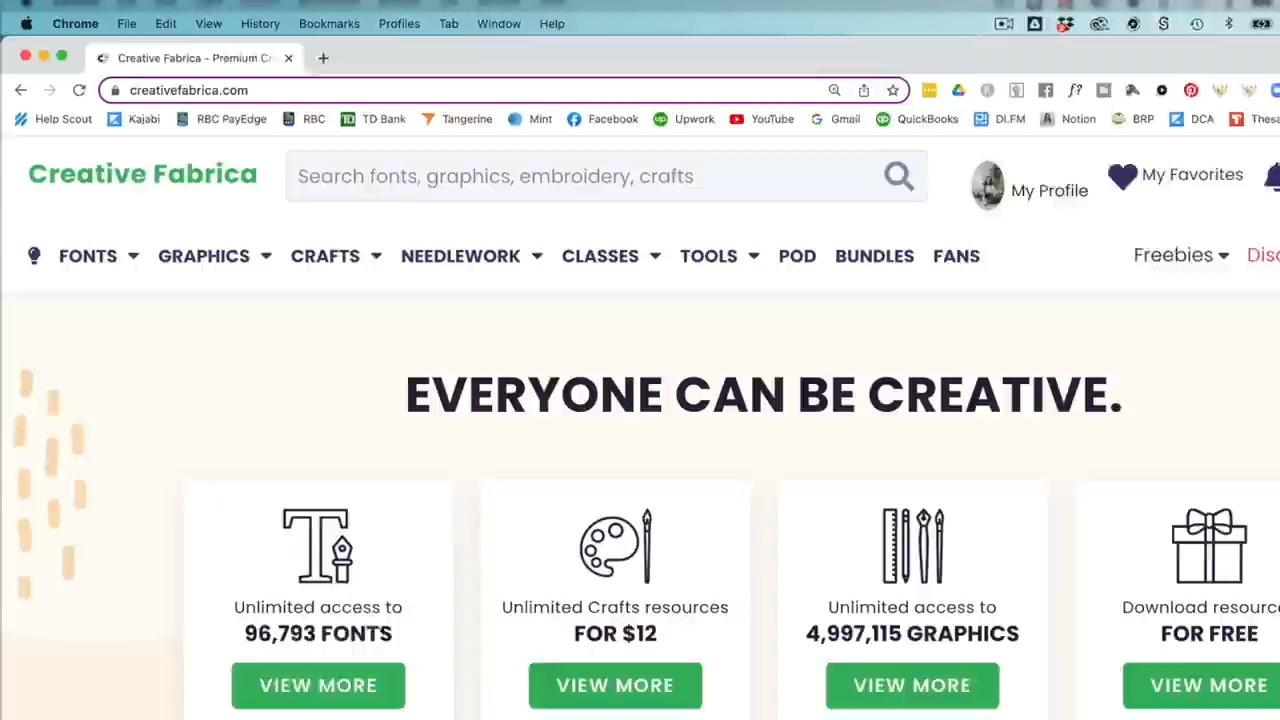 Chrome File Edit View History Bookmarks Profiles Tab Window Help
Creative Fabrica - Premium Cr
creativefabrica.com
Help Scout Kajabi RBC PayEdge RBC TD Bank Tangerine Mint Facebook Upwork YouTube Gmail QuickBooks DI.FM Notion BRP DCA Thesa
Creative Fabrica
Search fonts, graphics, embroidery, crafts
My Profile
My Favorites
FONTS GRAPHICS CRAFTS NEEDLEWORK CLASSES TOOLS POD BUNDLES FANS Freebies Disc
EVERYONE CAN BE CREATIVE.
Unlimited access to
96,793 FONTS
VIEW MORE
Unlimited Crafts resources
FOR $12
VIEW MORE
Unlimited access to
4,997,115 GRAPHICS
VIEW MORE
Download resource
FOR FREE
VIEW MORE